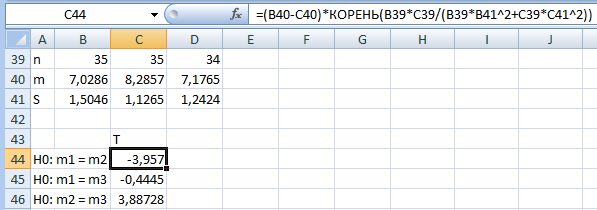 C44 fx =(B40-C40)*КОРЕНЬ(B39*C39/(B39*B41^2+C39*C41^2))
A B C D E F G H I
39 n 35 35 34
40 m 7,0286 8,2857 7,1765
41 S 1,5046 1,1265 1,2424
42
43 T
44 H0: m1 = m2 -3,957
45 H0: m1 = m3 -0,4445
46 H0: m2 = m3 3,88728